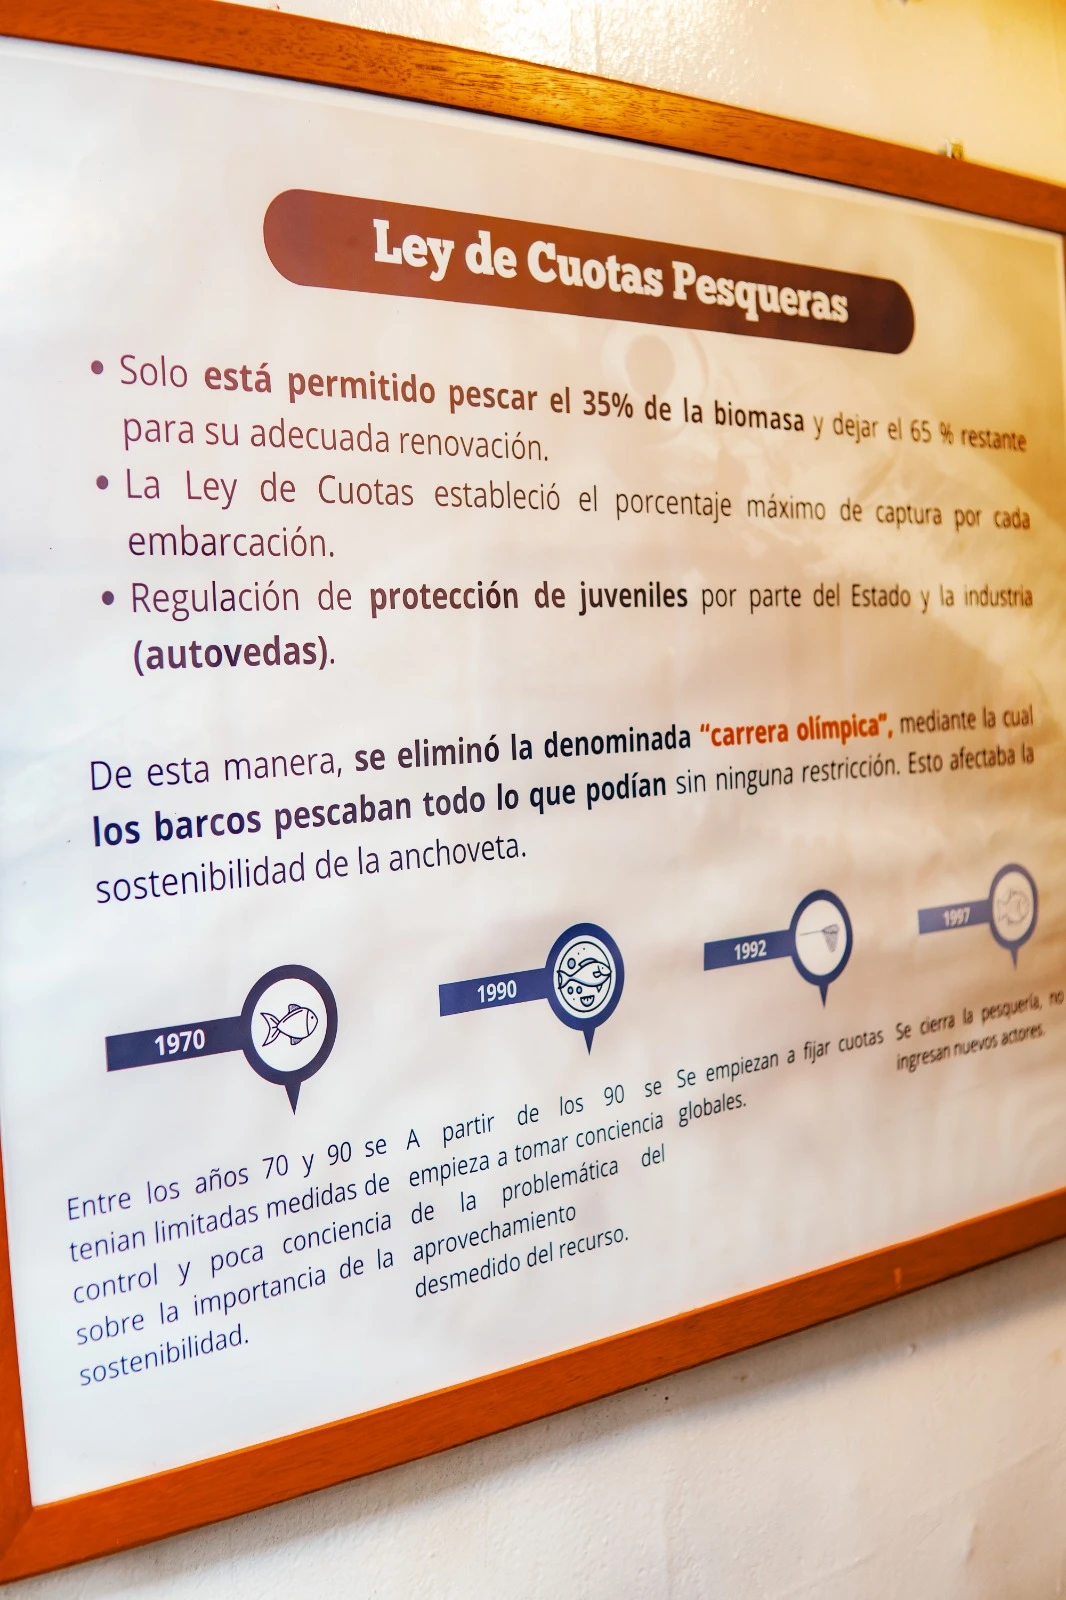 Ley de Cuotas Pesqueras
• Solo está permitido pescar el 35% de la biomasa y dejar el 65 % restante
para su adecuada renovación.
• La Ley de Cuotas estableció el porcentaje máximo de captura por cada
embarcación.
• Regulación de protección de juveniles por parte del Estado y la industria
(autovedas).
De esta manera, se eliminó la denominada “carrera olímpica”, mediante la cual
los barcos pescaban todo lo que podían sin ninguna restricción. Esto afectaba la
sostenibilidad de la anchoveta.
1970
Entre los años 70 y 90 se
tenian limitadas medidas de
control y poca conciencia
sobre la importancia de la
sostenibilidad.
1990
A partir de los 90 se
empieza a tomar conciencia
de la problemática del
aprovechamiento
desmedido del recurso.
1992
Se empiezan a fijar cuotas
globales.
1997
Se cierra la pesquería, no
ingresan nuevos actores.